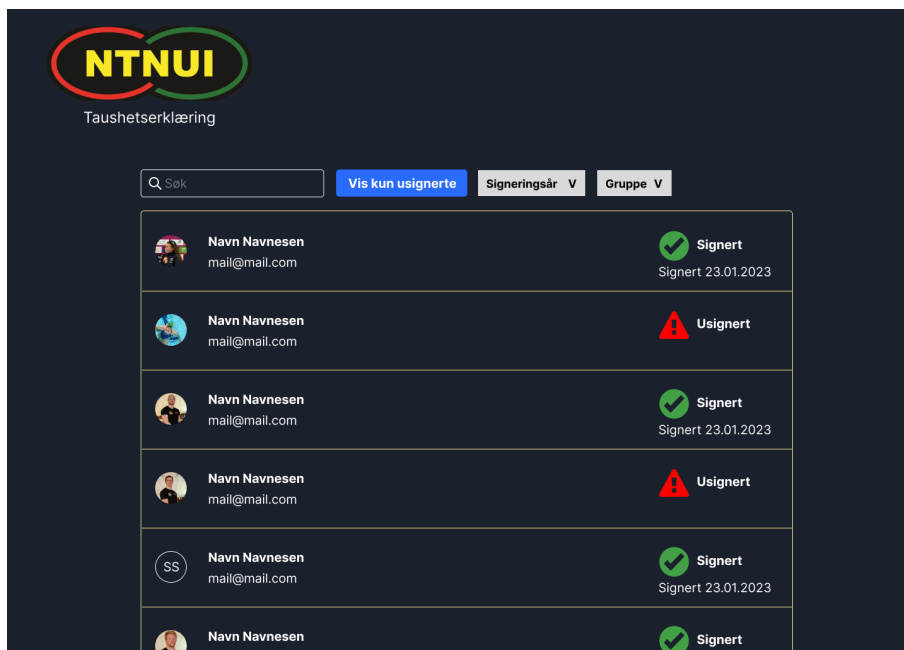 NTNUI
Taushetserklæring
Søk
Vis kun usignerte
Signeringsår V
Gruppe V
Navn Navnesen
mail@mail.com
Signert
Signert 23.01.2023
Navn Navnesen
mail@mail.com
Usignert
Navn Navnesen
mail@mail.com
Signert
Signert 23.01.2023
Navn Navnesen
mail@mail.com
Usignert
SS
Navn Navnesen
mail@mail.com
Signert
Signert 23.01.2023
Navn Navnesen
Signert